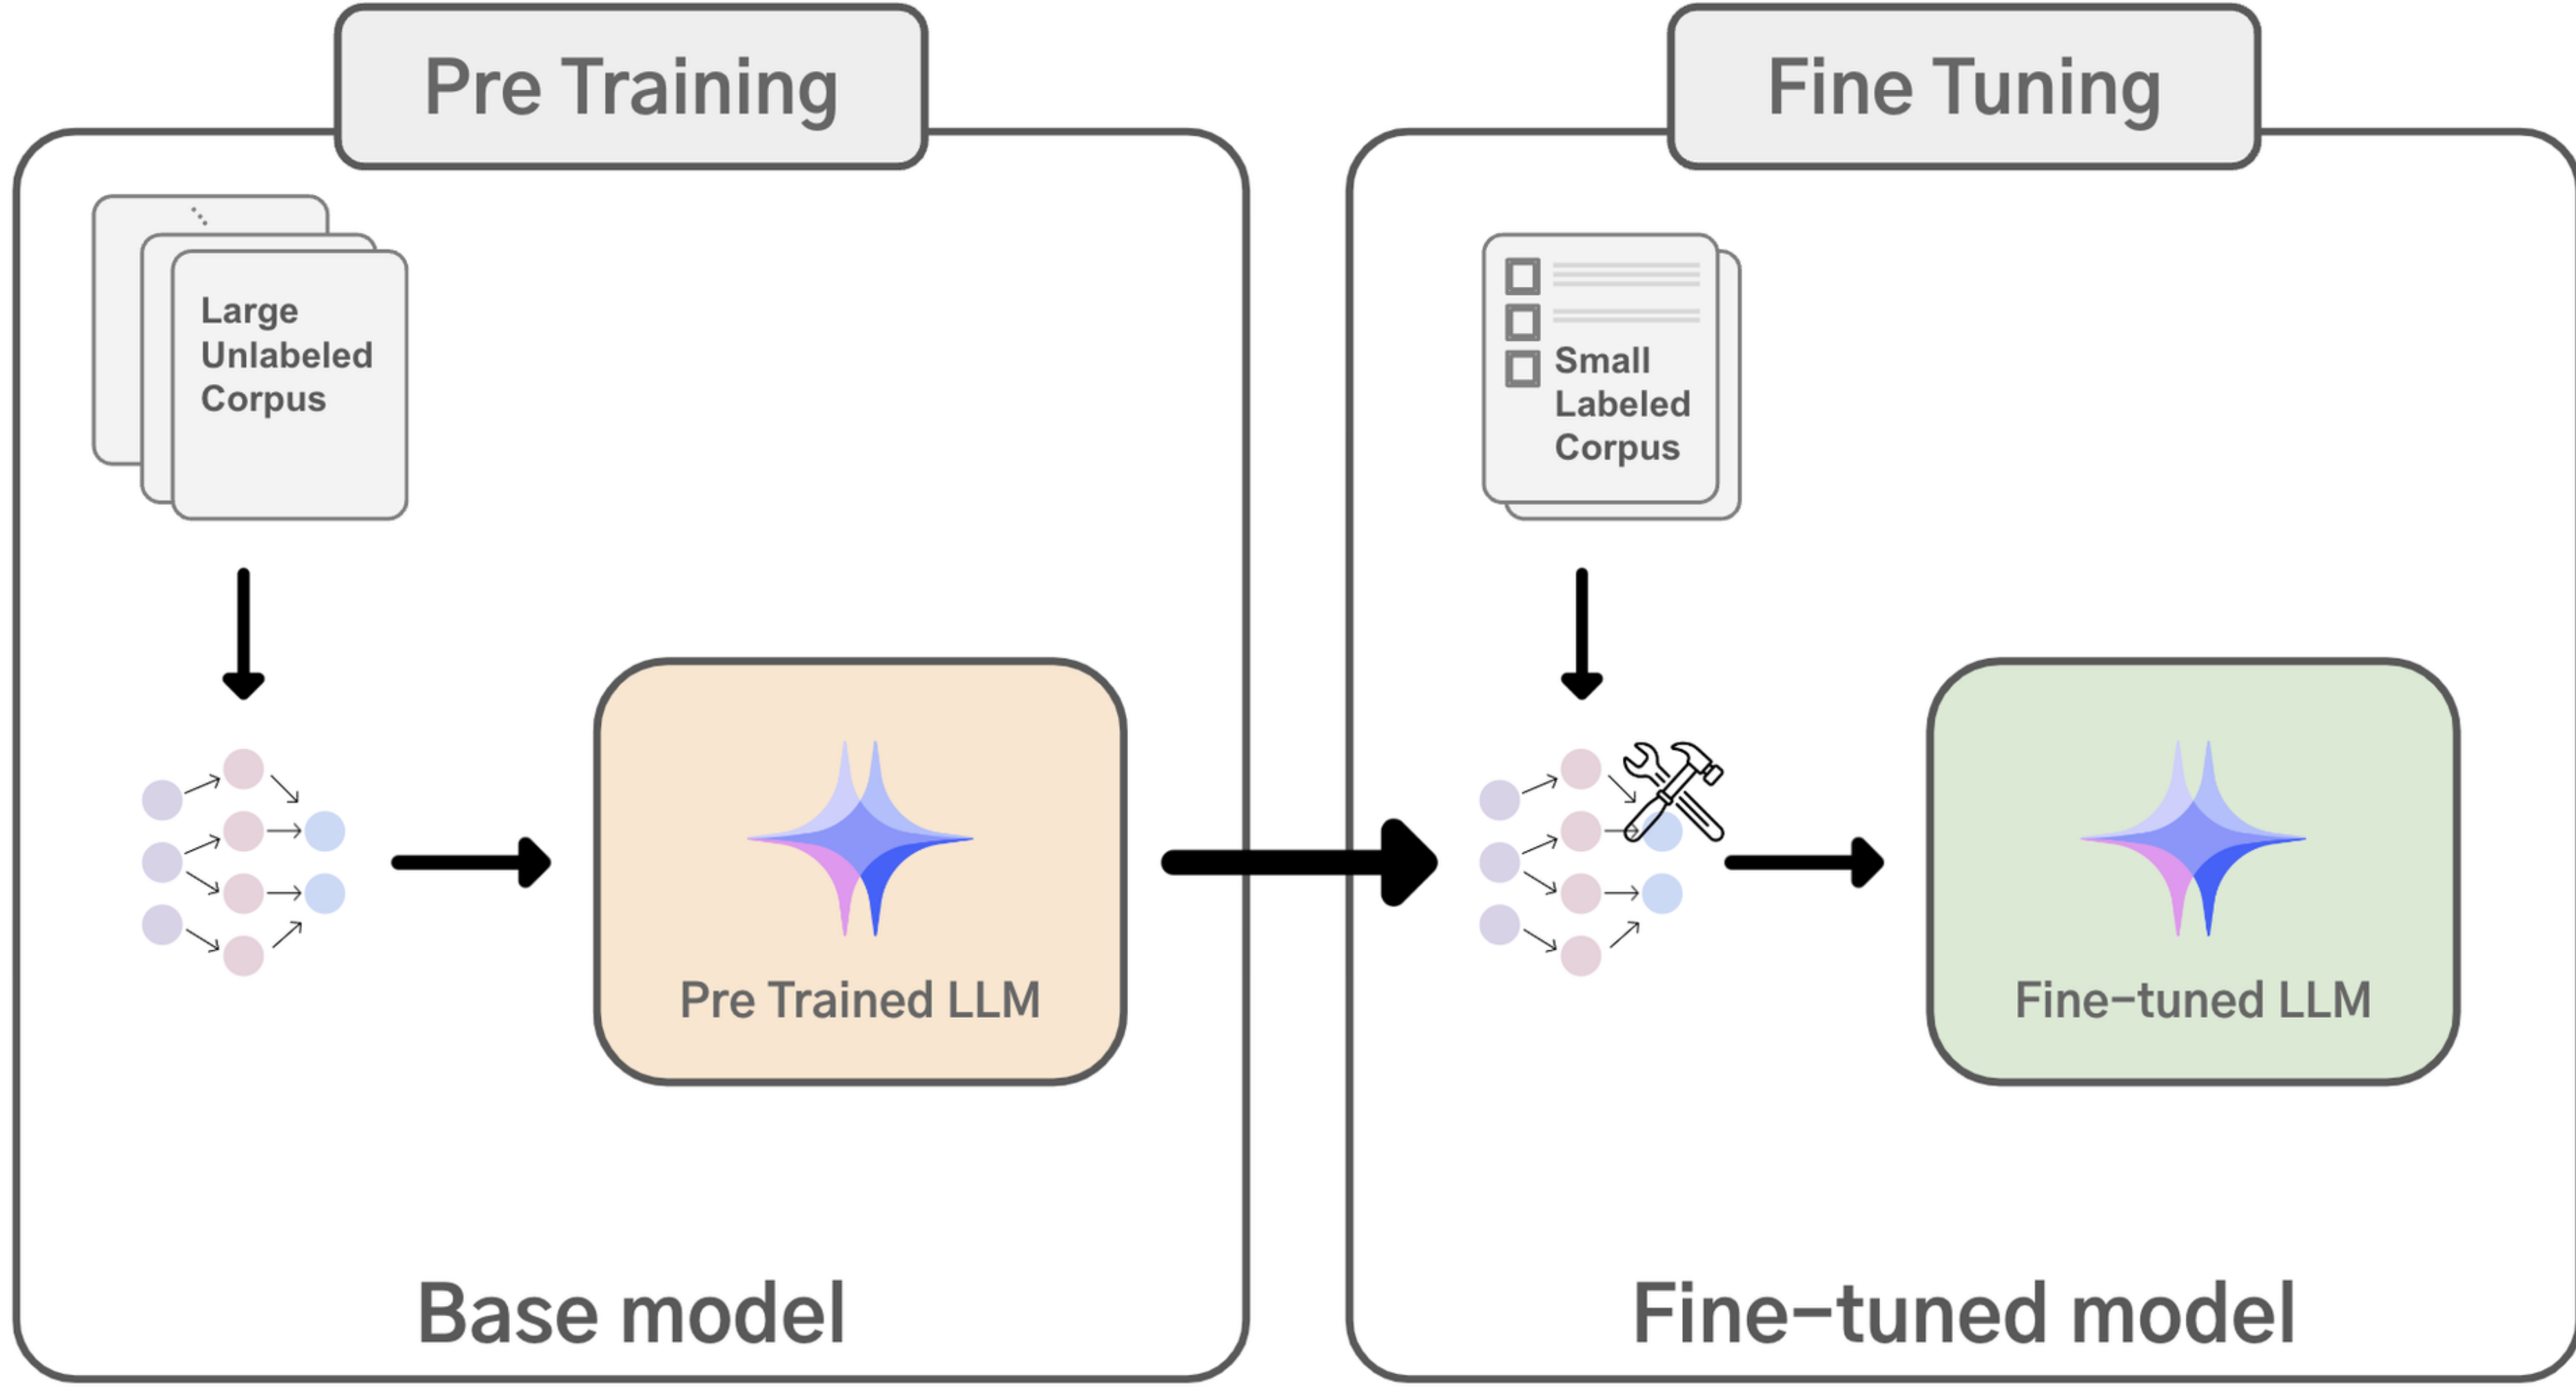 Pre Training
Large
Unlabeled
Corpus
Pre Trained LLM
Base model
Fine Tuning
Small
Labeled
Corpus
Fine-tuned LLM
Fine-tuned model